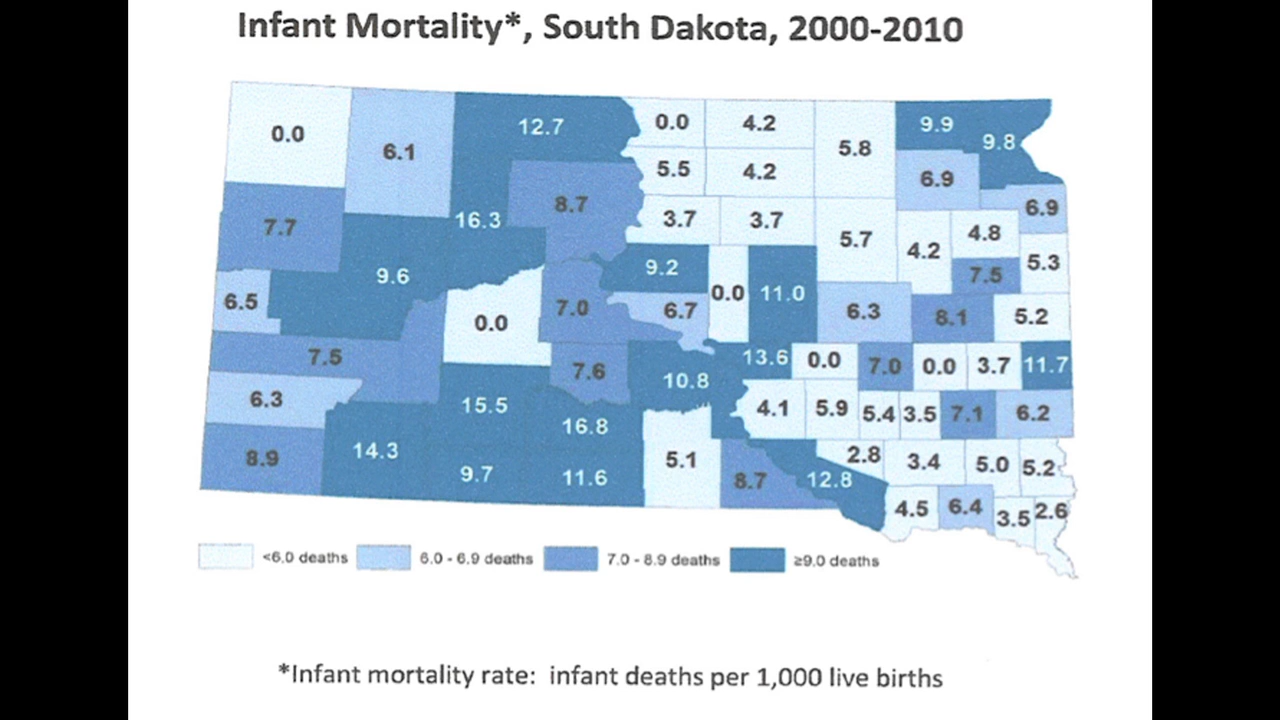 Infant Mortality*, South Dakota, 2000-2010
0.0 6.1 12.7 0.0 4.2 5.8 9.9 9.8
5.5 4.2 6.9
7.7 16.3 8.7 3.7 3.7 5.7 4.2 4.8 6.9
9.6 9.2 7.5 5.3
6.5 0.0 7.0 6.7 0.0 11.0 6.3 8.1 5.2
7.5 7.6 10.8 13.6 0.0 7.0 0.0 3.7 11.7
6.3 15.5 16.8 4.1 5.9 5.4 3.5 7.1 6.2
8.9 14.3 9.7 11.6 5.1 8.7 12.8 2.8 3.4 5.0 5.2
4.5 6.4 3.5 2.6
<6.0 deaths 6.0 - 6.9 deaths 7.0 - 8.9 deaths ≥9.0 deaths
*Infant mortality rate: infant deaths per 1,000 live births